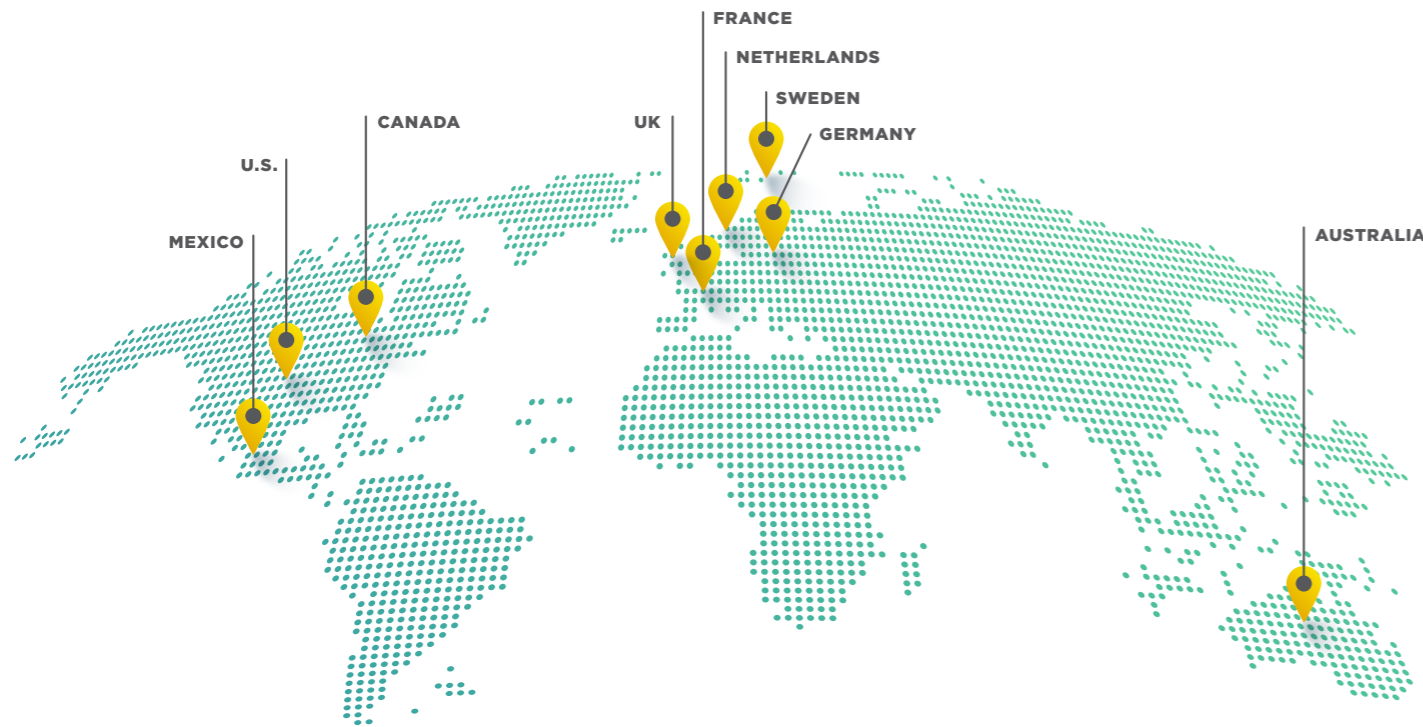 FRANCE
NETHERLANDS
SWEDEN
CANADA
UK
GERMANY
U.S.
MEXICO
AUSTRALIA